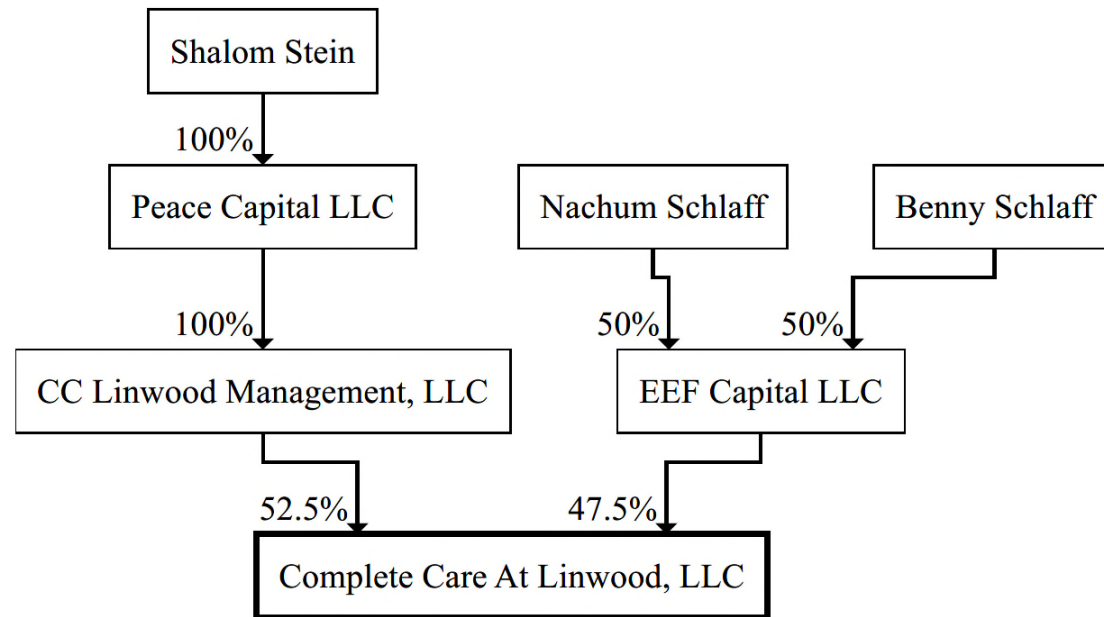 Shalom Stein
100%
Peace Capital LLC
Nachum Schlaff
Benny Schlaff
100%
50%
50%
CC Linwood Management, LLC
EEF Capital LLC
52.5%
47.5%
Complete Care At Linwood, LLC